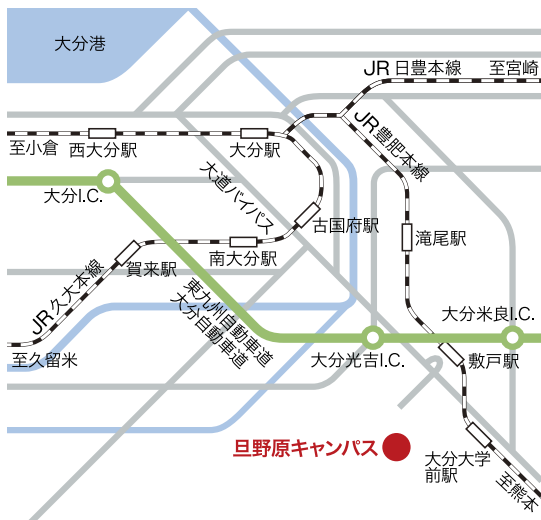 大分港
JR日豊本線
至宮崎
JR豊肥本線
至小倉
西大分駅
大分駅
大道バイパス
大分I.C.
古国府駅
滝尾駅
南大分駅
賀来駅
JR久大本線
東九州自動車道
大分自動車道
大分米良I.C.
至久留米
大分光吉I.C.
敷戸駅
旦野原キャンパス
大分大学
前駅
至熊本